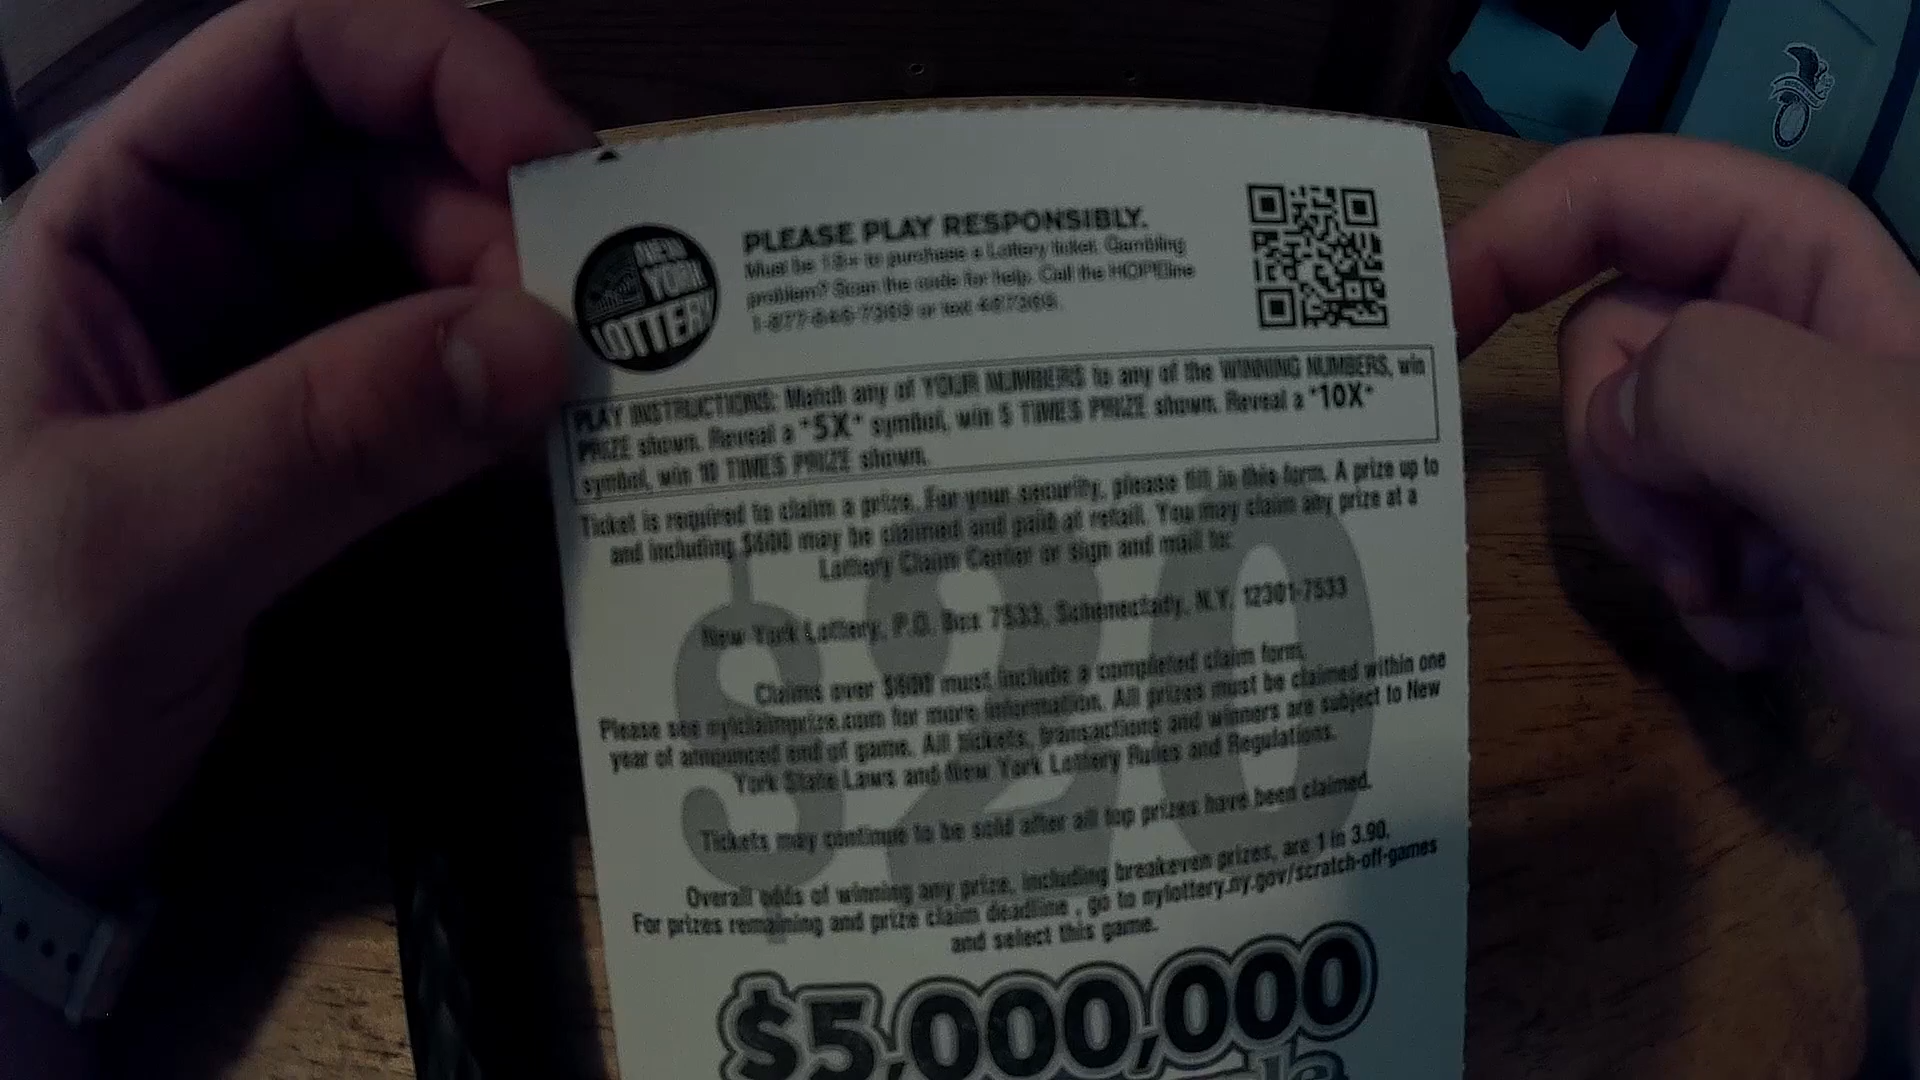 NEW
YORK
LOTTERY
PLEASE PLAY RESPONSIBLY.
Must be 18+ to purchase a Lottery ticket. Gambling
problem? Scan the code for help. Call the HOPEline
1-877-846-7369 or text 467369.
PLAY INSTRUCTIONS: Match any of YOUR NUMBERS to any of the WINNING NUMBERS, win
PRIZE shown. Reveal a "5X" symbol, win 5 TIMES PRIZE shown. Reveal a "10X"
symbol, win 10 TIMES PRIZE shown.
Ticket is required to claim a prize. For your security, please fill in this form. A prize up to
and including $600 may be claimed and paid at retail. You may claim any prize at a
Lottery Claim Center or sign and mail to:
New York Lottery, P.O. Box 7533, Schenectady, N.Y. 12301-7533
Claims over $600 must include a completed claim form.
Please see nylclaimprize.com for more information. All prizes must be claimed within one
year of announced end of game. All tickets, transactions and winners are subject to New
York State Laws and New York Lottery Rules and Regulations.
Tickets may continue to be sold after all top prizes have been claimed.
Overall odds of winning any prize, including breakeven prizes, are 1 in 3.90.
For prizes remaining and prize claim deadline , go to nylottery.ny.gov/scratch-off-games
and select this game.
$20
$5,000,000